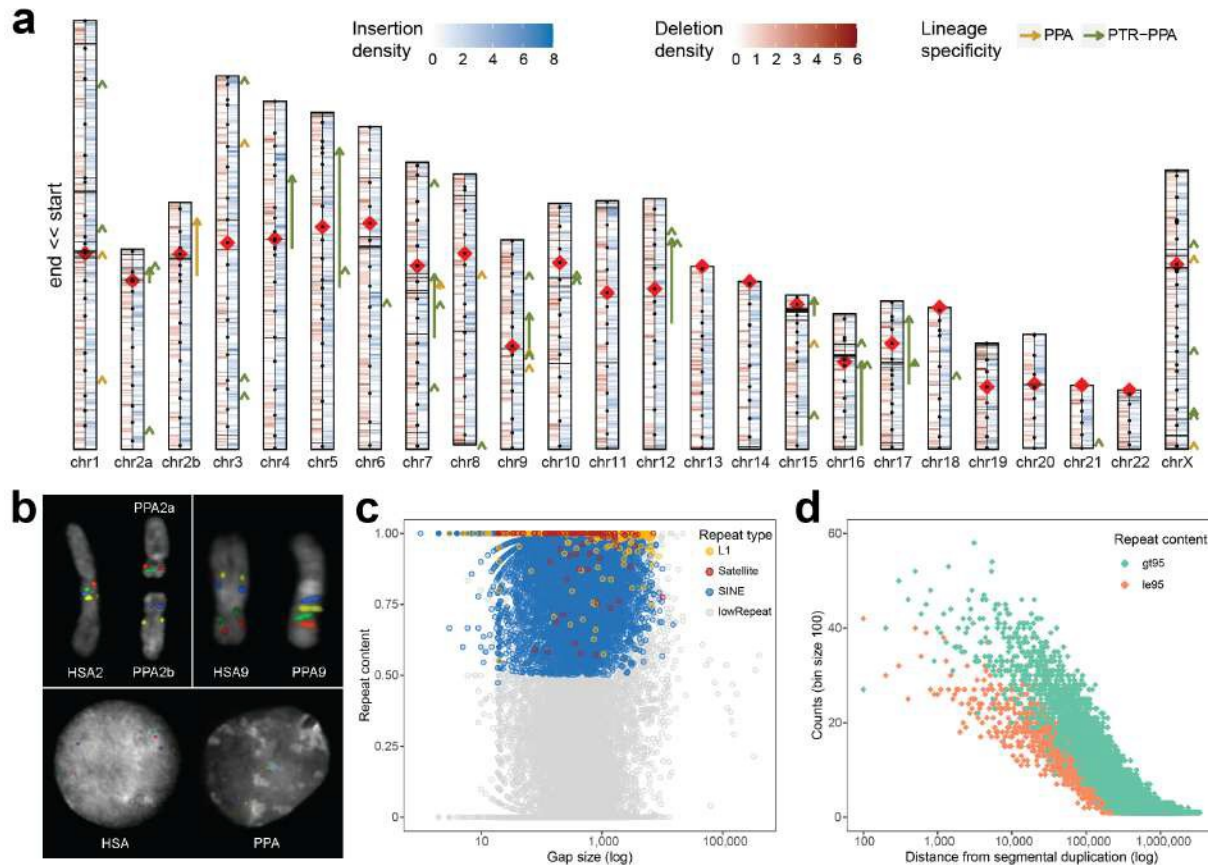 a
Insertion density
0 2 4 6 8
Deletion density
0 1 2 3 4 5 6
Lineage specificity
PPA
PTR-PPA
end << start
chr1 chr2a chr2b chr3 chr4 chr5 chr6 chr7 chr8 chr9 chr10 chr11 chr12 chr13 chr14 chr15 chr16 chr17 chr18 chr19 chr20 chr21 chr22 chrX
b
PPA2a
HSA2
PPA2b
HSA9
PPA9
HSA
PPA
c
Repeat content
1.00
0.75
0.50
0.25
0
10 1,000 100,000
Gap size (log)
Repeat type
L1
Satellite
SINE
lowRepeat
d
Counts (bin size 100)
60
40
20
0
100 1,000 10,000 100,000 1,000,000
Distance from segmental duplication (log)
Repeat content
gt95
le95